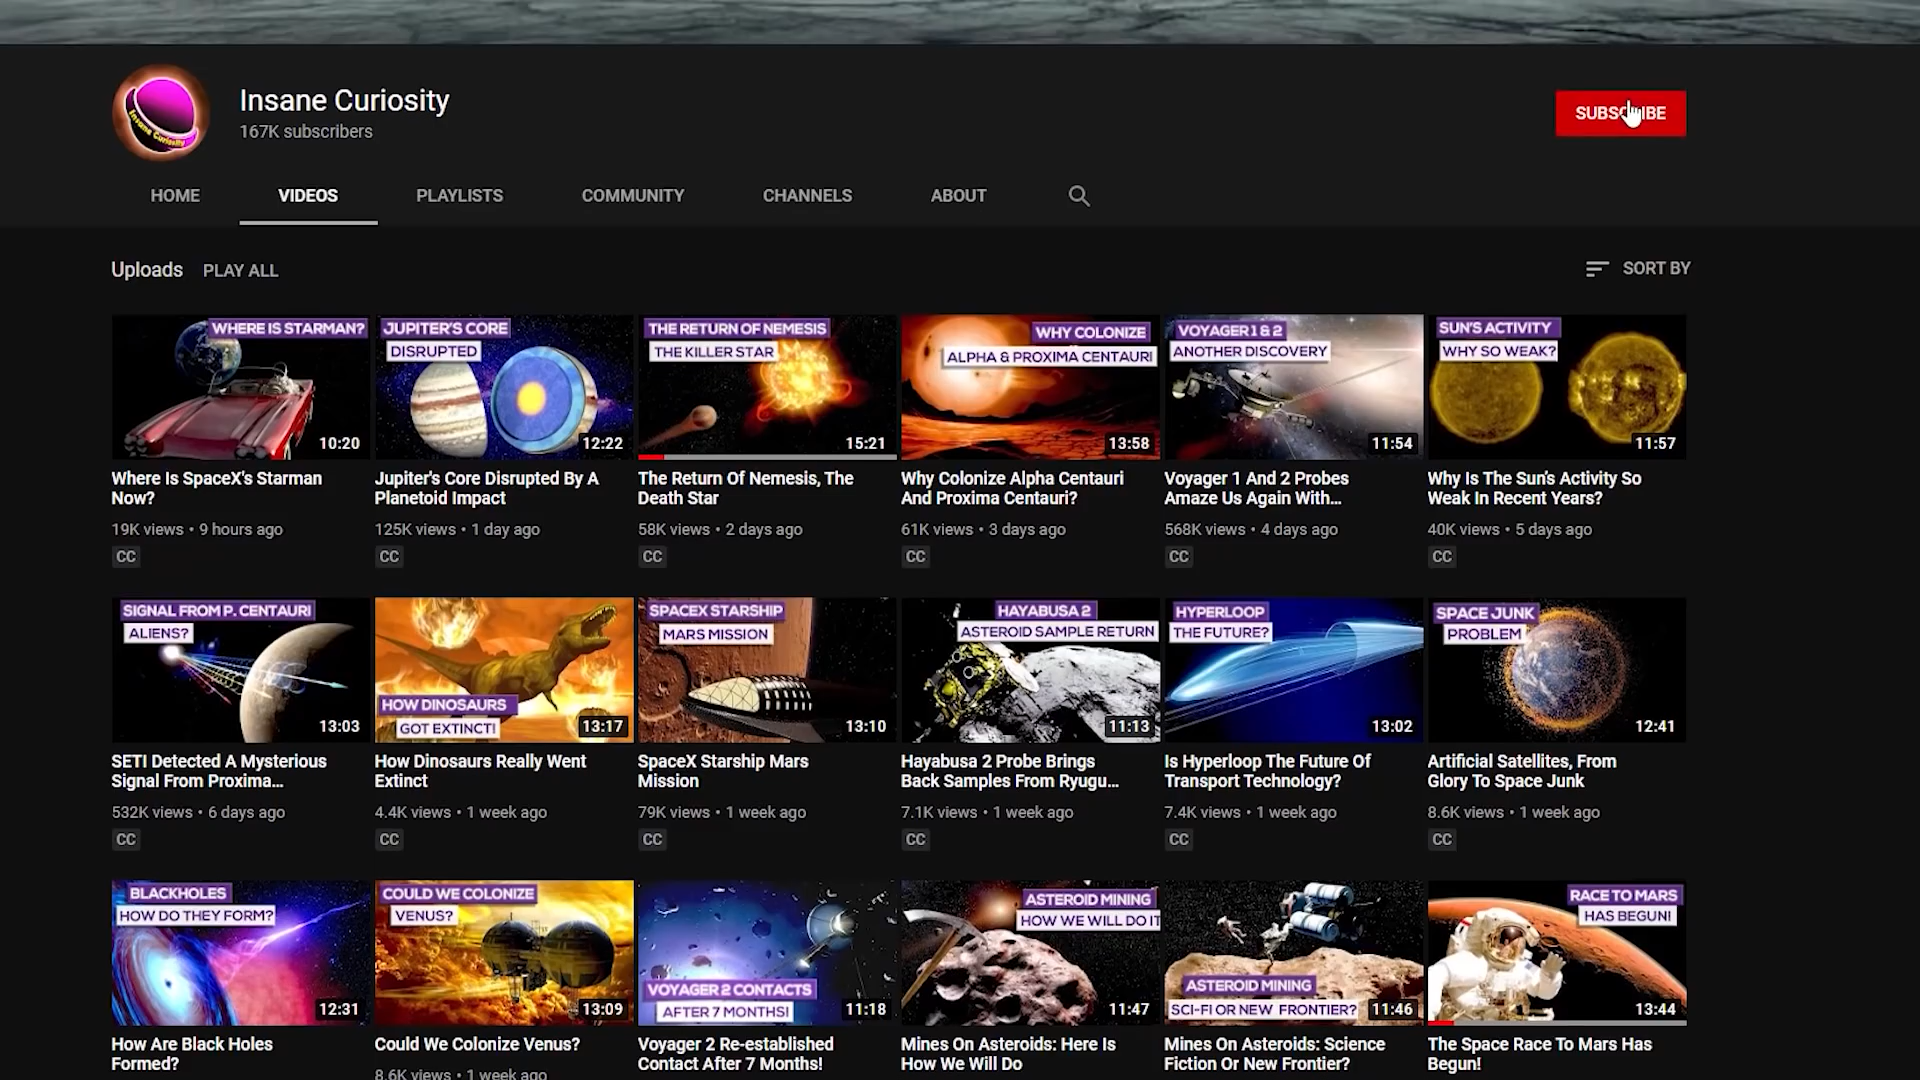 Insane Curiosity
167K subscribers
SUBSCRIBE
HOME VIDEOS PLAYLISTS COMMUNITY CHANNELS ABOUT
Uploads PLAY ALL
SORT BY
WHERE IS STARMAN?
10:20
JUPITER'S CORE
DISRUPTED
12:22
THE RETURN OF NEMESIS
THE KILLER STAR
15:21
WHY COLONIZE
ALPHA & PROXIMA CENTAURI
13:58
VOYAGER 1 & 2
ANOTHER DISCOVERY
11:54
SUN'S ACTIVITY
WHY SO WEAK?
11:57
Where Is SpaceX's Starman
Now?
19K views • 9 hours ago
CC
Jupiter's Core Disrupted By A
Planetoid Impact
125K views • 1 day ago
CC
The Return Of Nemesis, The
Death Star
58K views • 2 days ago
CC
Why Colonize Alpha Centauri
And Proxima Centauri?
61K views • 3 days ago
CC
Voyager 1 And 2 Probes
Amaze Us Again With...
568K views • 4 days ago
CC
Why Is The Sun's Activity So
Weak In Recent Years?
40K views • 5 days ago
CC
SIGNAL FROM P. CENTAURI
ALIENS?
13:03
HOW DINOSAURS
GOT EXTINCT!
13:17
SPACEX STARSHIP
MARS MISSION
13:10
HAYABUSA 2
ASTEROID SAMPLE RETURN
11:13
HYPERLOOP
THE FUTURE?
13:02
SPACE JUNK
PROBLEM
12:41
SETI Detected A Mysterious
Signal From Proxima...
532K views • 6 days ago
CC
How Dinosaurs Really Went
Extinct
4.4K views • 1 week ago
CC
SpaceX Starship Mars
Mission
79K views • 1 week ago
CC
Hayabusa 2 Probe Brings
Back Samples From Ryugu...
7.1K views • 1 week ago
CC
Is Hyperloop The Future Of
Transport Technology?
7.4K views • 1 week ago
CC
Artificial Satellites, From
Glory To Space Junk
8.6K views • 1 week ago
CC
BLACKHOLES
HOW DO THEY FORM?
12:31
COULD WE COLONIZE
VENUS?
13:09
VOYAGER 2 CONTACTS
AFTER 7 MONTHS!
11:18
ASTEROID MINING
HOW WE WILL DO IT
11:47
ASTEROID MINING
SCI-FI OR NEW FRONTIER?
11:46
RACE TO MARS
HAS BEGUN!
13:44
How Are Black Holes
Formed?
Could We Colonize Venus?
8.6K views • 1 week ago
Voyager 2 Re-established
Contact After 7 Months!
Mines On Asteroids: Here Is
How We Will Do
Mines On Asteroids: Science
Fiction Or New Frontier?
The Space Race To Mars Has
Begun!
Insane Curiosity